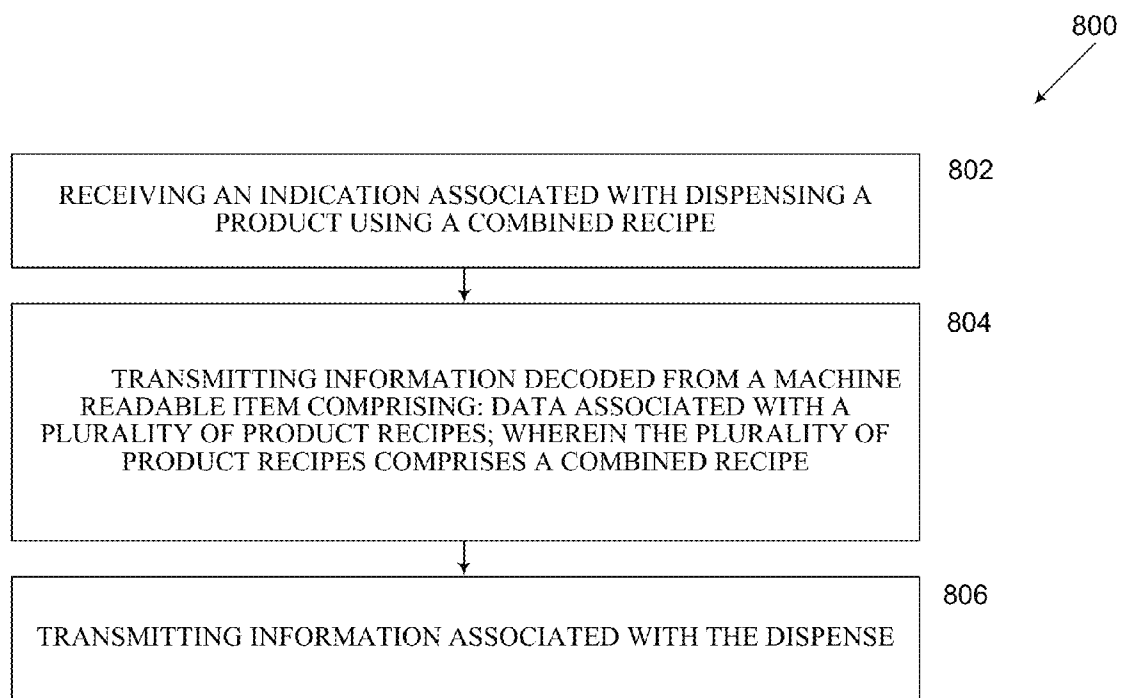 800
802
RECEIVING AN INDICATION ASSOCIATED WITH DISPENSING A
PRODUCT USING A COMBINED RECIPE
804
TRANSMITTING INFORMATION DECODED FROM A MACHINE
READABLE ITEM COMPRISING: DATA ASSOCIATED WITH A
PLURALITY OF PRODUCT RECIPES; WHEREIN THE PLURALITY OF
PRODUCT RECIPES COMPRISES A COMBINED RECIPE
806
TRANSMITTING INFORMATION ASSOCIATED WITH THE DISPENSE